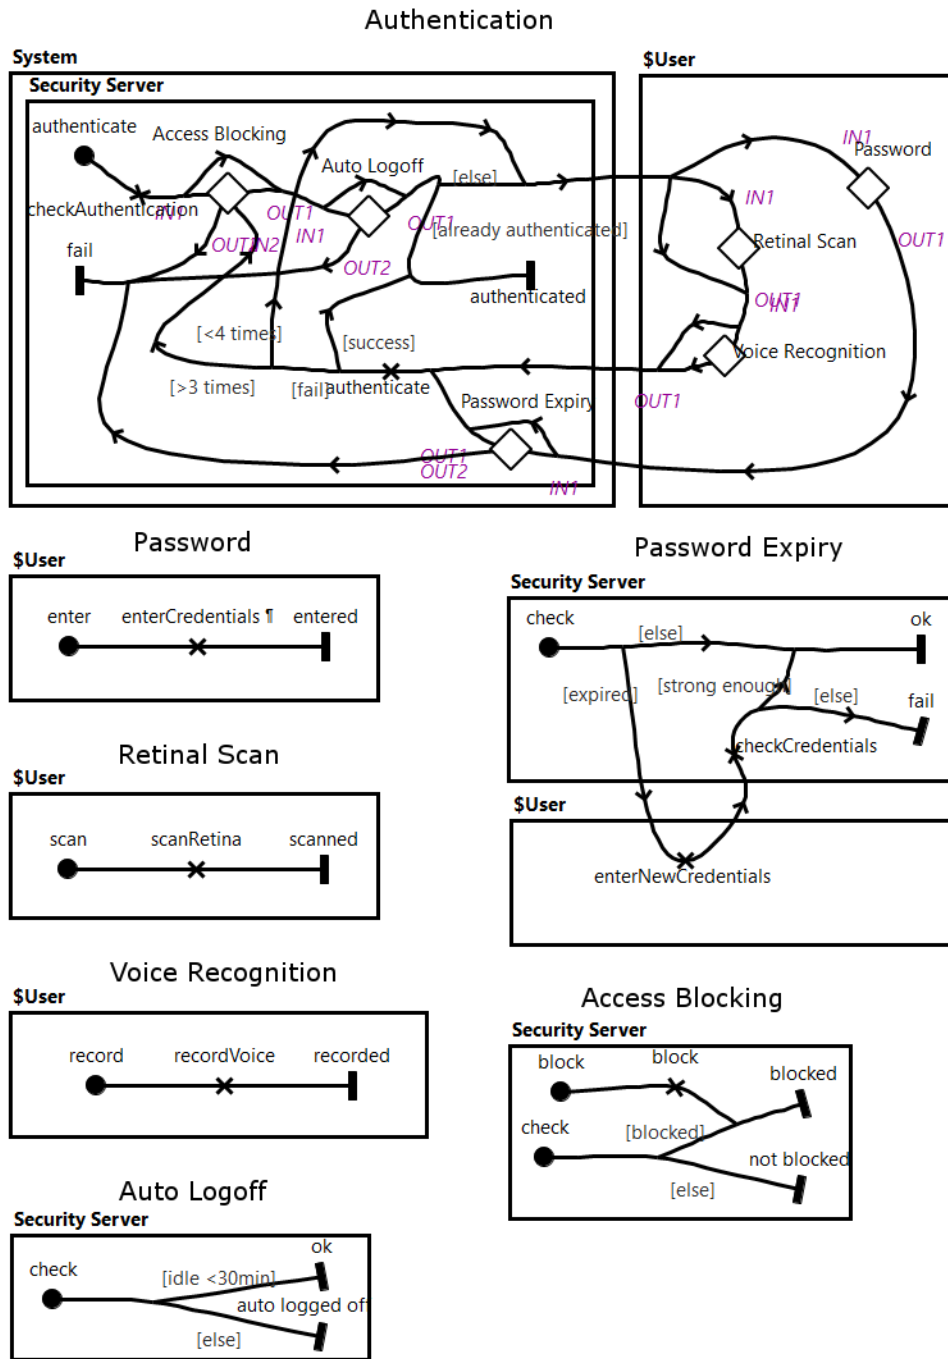 Authentication
System
$User
Security Server
authenticate
Access Blocking
Auto Logoff
[else]
IN1
Password
checkAuthentication
IN1
OUT1
IN1
OUT1
[already authenticated]
IN1
Retinal Scan
OUT1
fail
OUT1
IN2
OUT2
authenticated
OUT1
IN1
[<4 times]
[success]
Voice Recognition
[>3 times]
[fail]
authenticate
OUT1
Password Expiry
OUT1
OUT2
IN1
Password
$User
enter
enterCredentials ¶
entered
Password Expiry
Security Server
check
[else]
ok
[expired]
[strong enough]
[else]
fail
checkCredentials
$User
enterNewCredentials
Retinal Scan
$User
scan
scanRetina
scanned
Voice Recognition
$User
record
recordVoice
recorded
Access Blocking
Security Server
block
block
blocked
check
[blocked]
not blocked
[else]
Auto Logoff
Security Server
check
[idle <30min]
ok
auto logged off
[else]